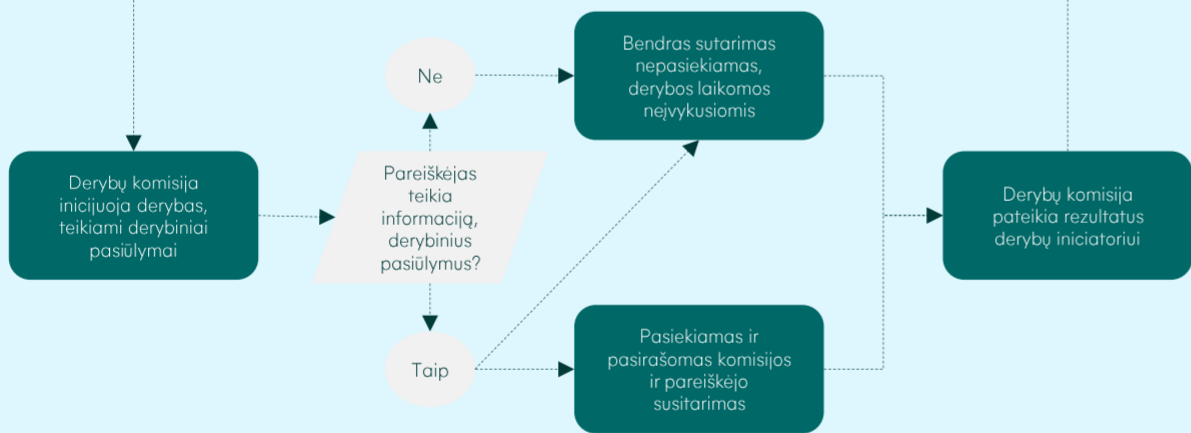 Derybų komisija
inicijuoja derybas,
teikiami derybiniai
pasiūlymai
Pareiškėjas
teikia
informaciją,
derybinius
pasiūlymus?
Ne
Bendras sutarimas
nepasiekiamas,
derybos laikomos
neįvykusiomis
Taip
Pasiekiamas ir
pasirašomas komisijos
ir pareiškėjo
susitarimas
Derybų komisija
pateikia rezultatus
derybų iniciatoriui